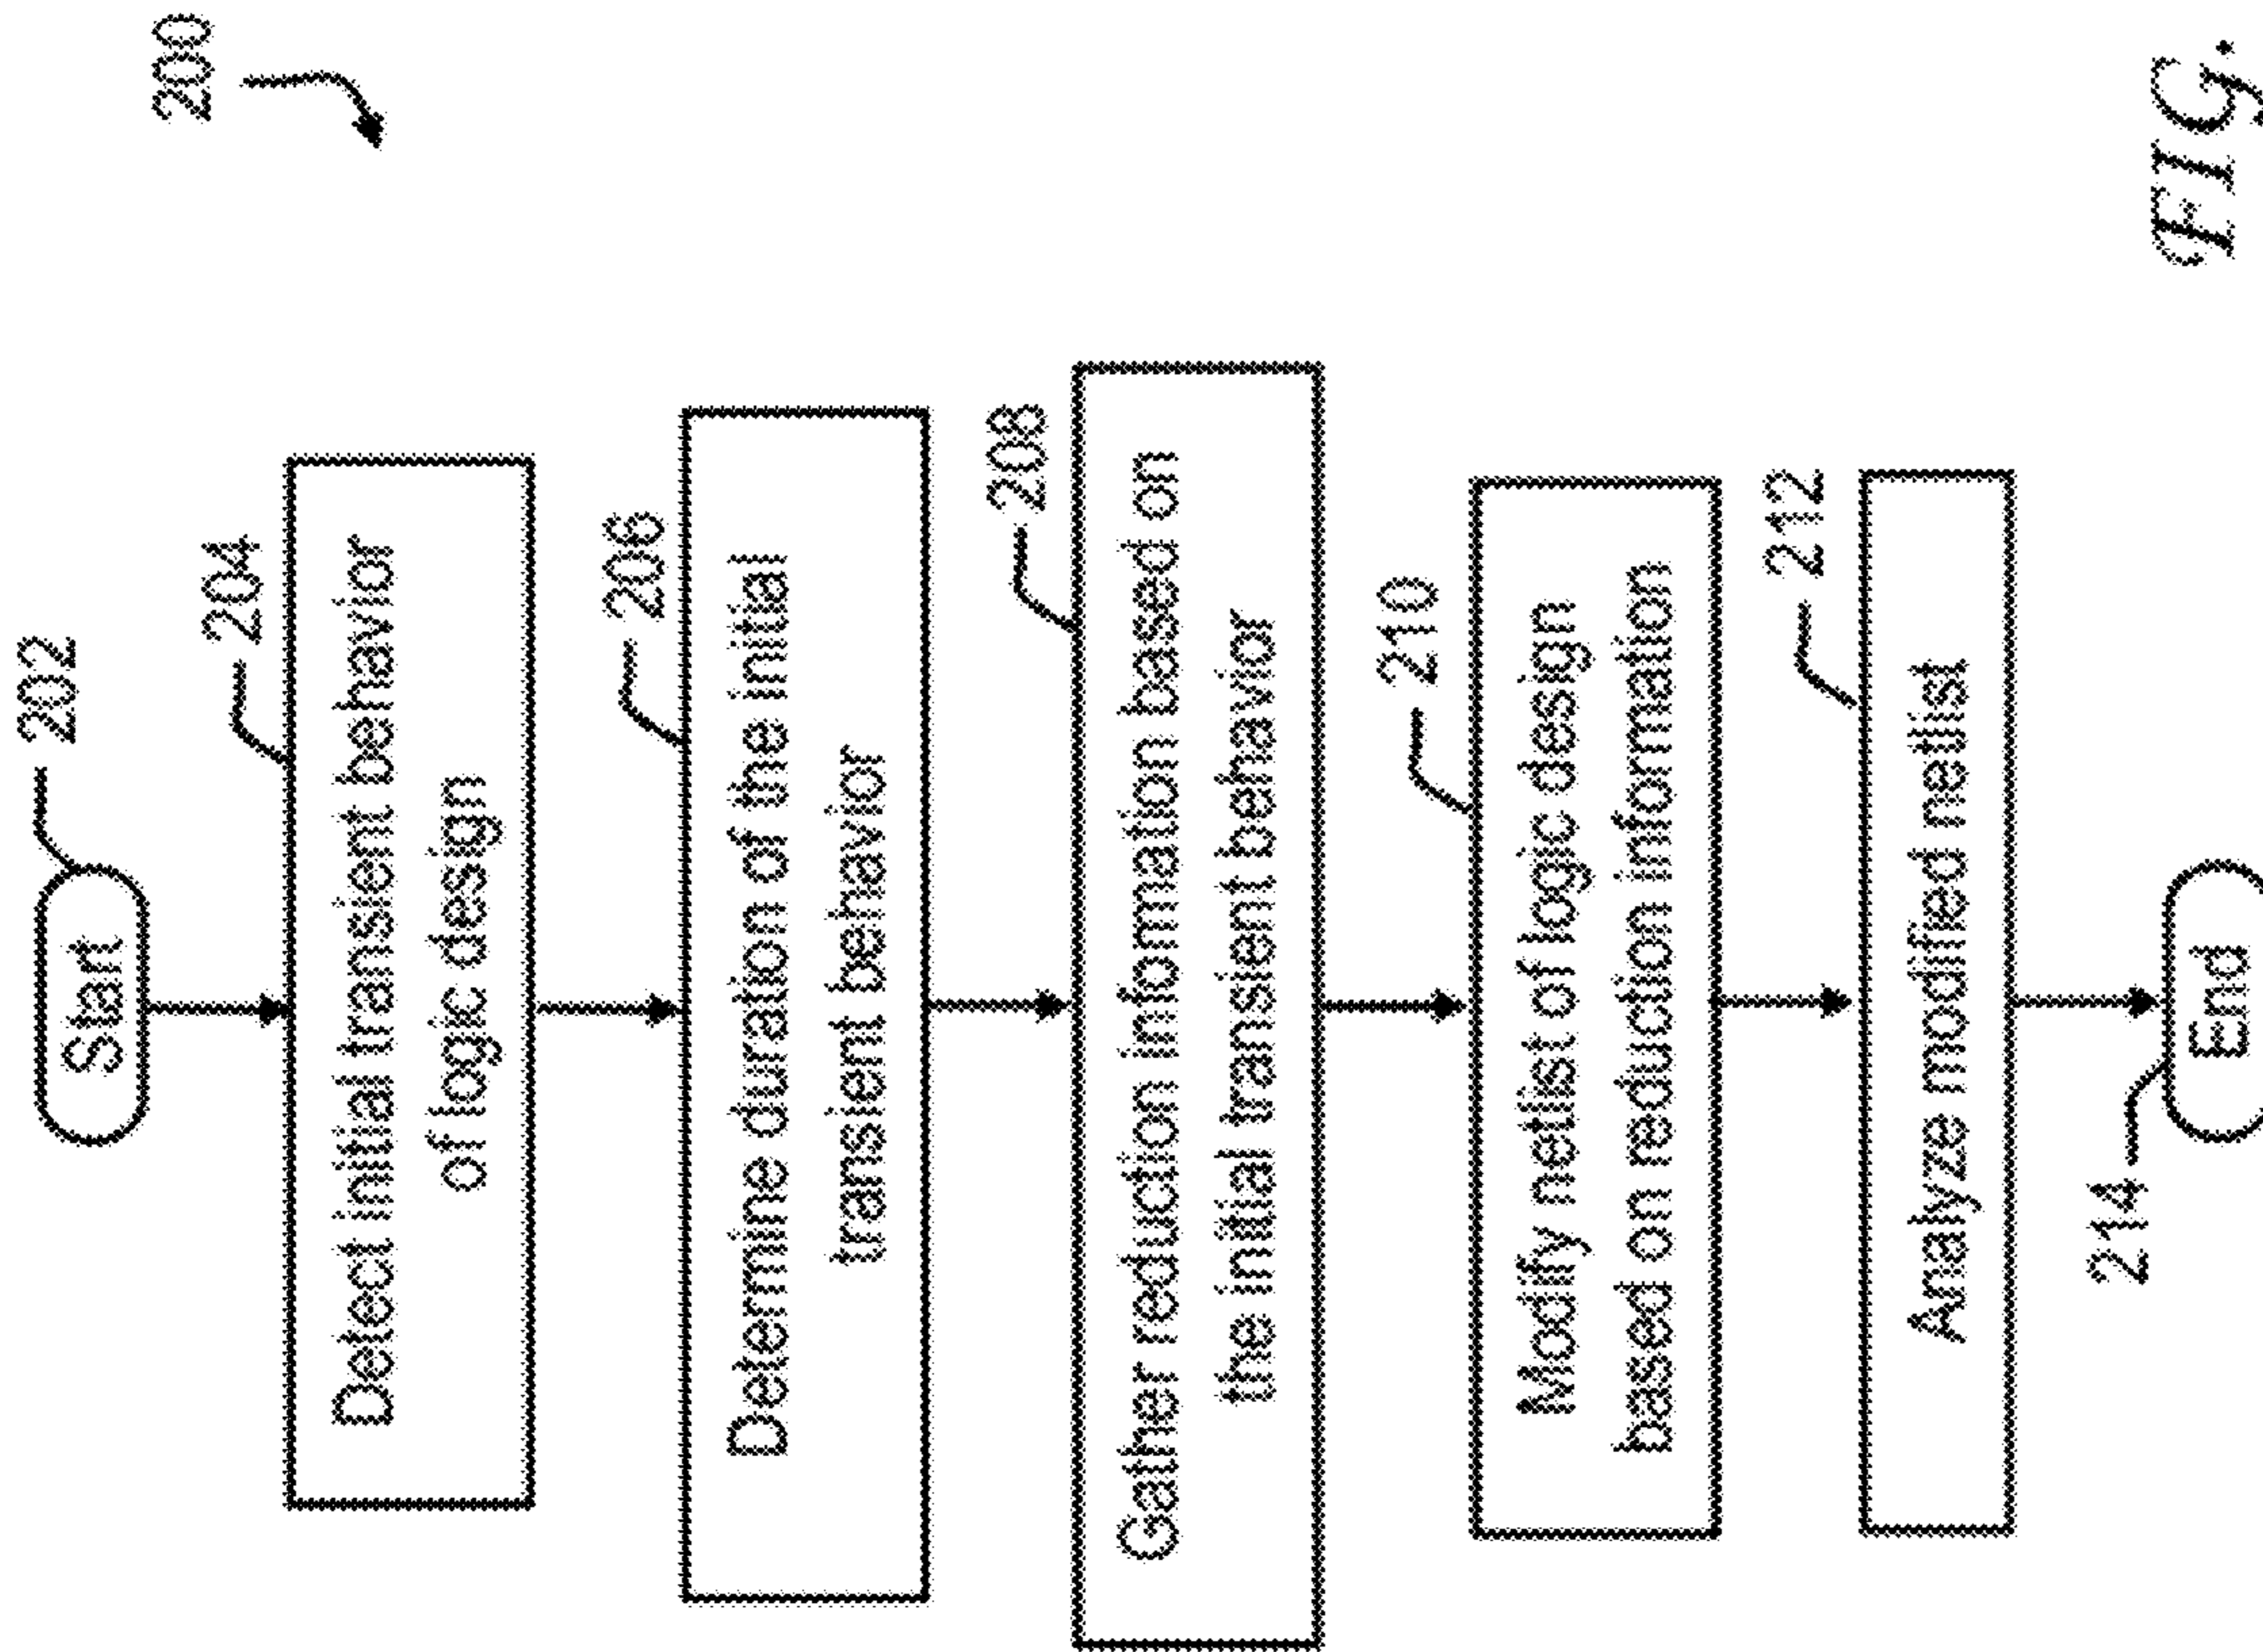 200
202
Start
204
Detect initial transient behavior
of logic design
206
Determine duration of the initial
transient behavior
208
Gather reduction information based on
the initial transient behavior
210
Modify netlist of logic design
based on reduction information
212
Analyze modified netlist
214
End
FIG.